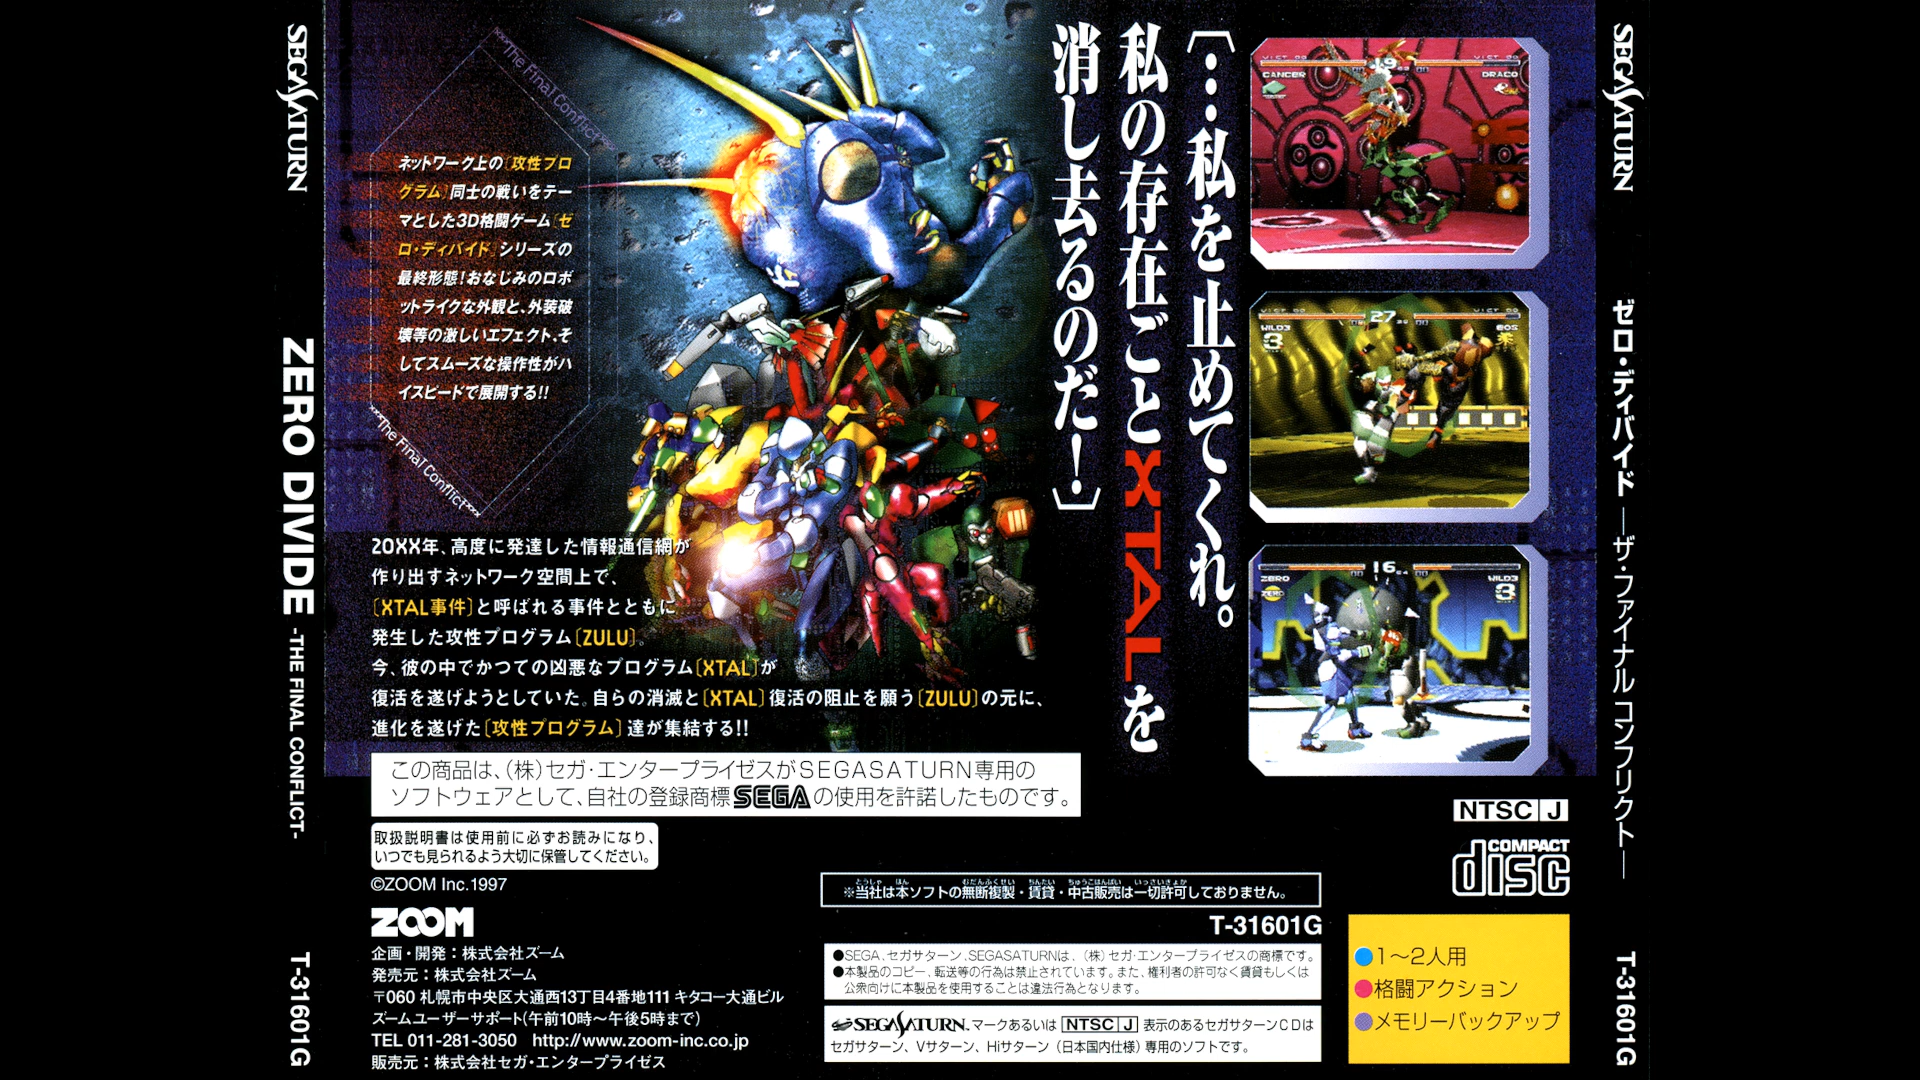 SEGASATURN
ZERO DIVIDE -THE FINAL CONFLICT-
T-31601G
***The Final Conflict***
ネットワーク上の〔攻性プロ
グラム〕同士の戦いをテー
マとした3D格闘ゲーム〔ゼ
ロ・ディバイド〕シリーズの
最終形態!おなじみのロボ
ットライクな外観と、外装破
壊等の激しいエフェクト、そ
してスムーズな操作性がハ
イスピードで展開する!!
***The Final Conflict***
〔…私を止めてくれ。
私の存在ごとXTALを
消し去るのだ!〕
20XX年、高度に発達した情報通信網が
作り出すネットワーク空間上で、
〔XTAL事件〕と呼ばれる事件とともに
発生した攻性プログラム〔ZULU〕。
今、彼の中でかつての凶悪なプログラム〔XTAL〕が
復活を遂げようとしていた。自らの消滅と〔XTAL〕復活の阻止を願う〔ZULU〕の元に、
進化を遂げた〔攻性プログラム〕達が集結する!!
CANCER
19
DRACO
WILD3
27
EOS
ZERO
16
WILD3
ZERO
この商品は、(株)セガ・エンタープライゼスがSEGASATURN専用の
ソフトウェアとして、自社の登録商標SEGAの使用を許諾したものです。
取扱説明書は使用前に必ずお読みになり、
いつでも見られるよう大切に保管してください。
©ZOOM Inc.1997
ZOOM
企画・開発:株式会社ズーム
発売元:株式会社ズーム
〒060 札幌市中央区大通西13丁目4番地111 キタコー大通ビル
ズームユーザーサポート(午前10時〜午後5時まで)
TEL 011-281-3050 http://www.zoom-inc.co.jp
販売元:株式会社セガ・エンタープライゼス
※当社は本ソフトの無断複製・賃貸・中古販売は一切許可しておりません。
T-31601G
●SEGA、セガサターン、SEGASATURNは、(株)セガ・エンタープライゼスの商標です。
●本製品のコピー、転送等の行為は禁止されています。また、権利者の許可なく賃貸もしくは
公衆向けに本製品を使用することは違法行為となります。
SEGASATURN、マークあるいは NTSC J 表示のあるセガサターンCDは
セガサターン、Vサターン、Hiサターン(日本国内仕様)専用のソフトです。
NTSC J
COMPACT
disc
●1〜2人用
●格闘アクション
●メモリーバックアップ
SEGASATURN
ゼロ・ディバイド ―ザ・ファイナル コンフリクト―
T-31601G